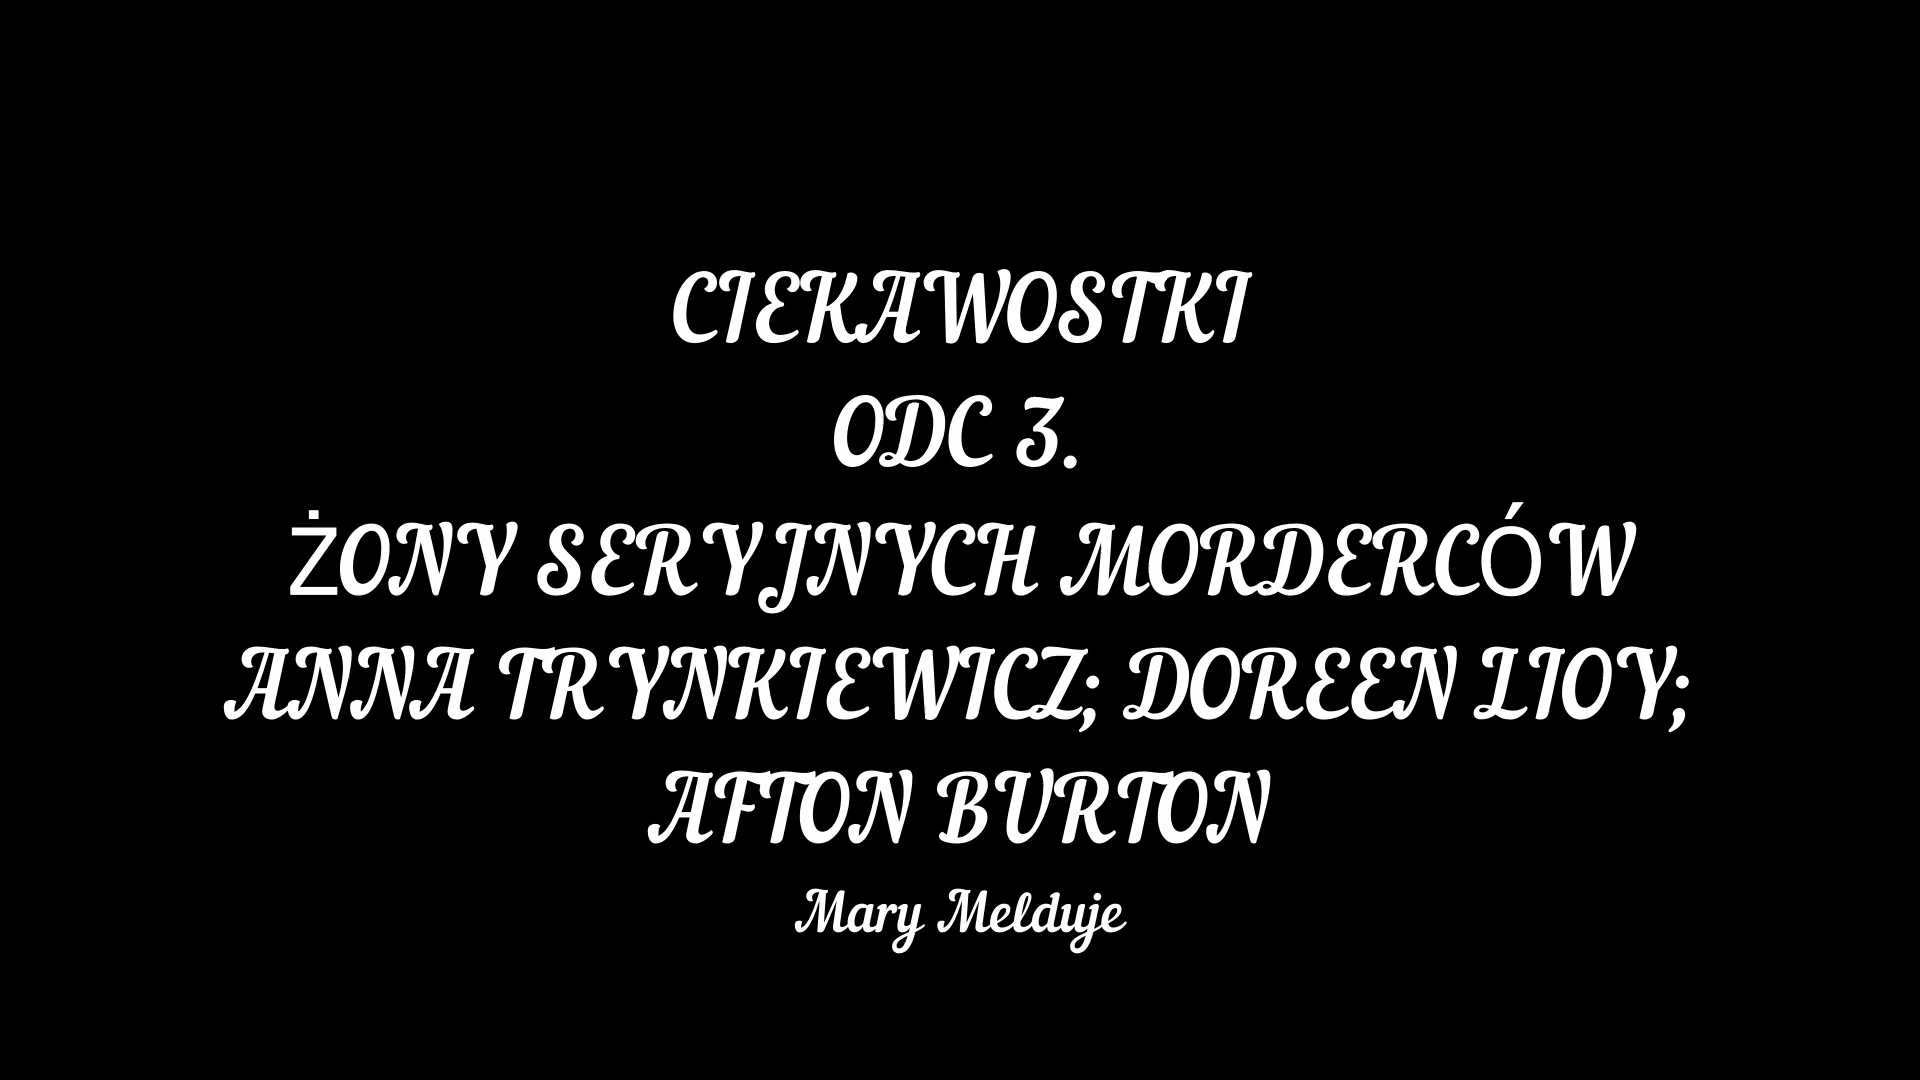 CIEKAWOSTKI
ODC 3.
ŻONY SERYJNYCH MORDERCÓW
ANNA TRYNKIEWICZ; DOREEN LIOY;
AFTON BURTON
Mary Melduje